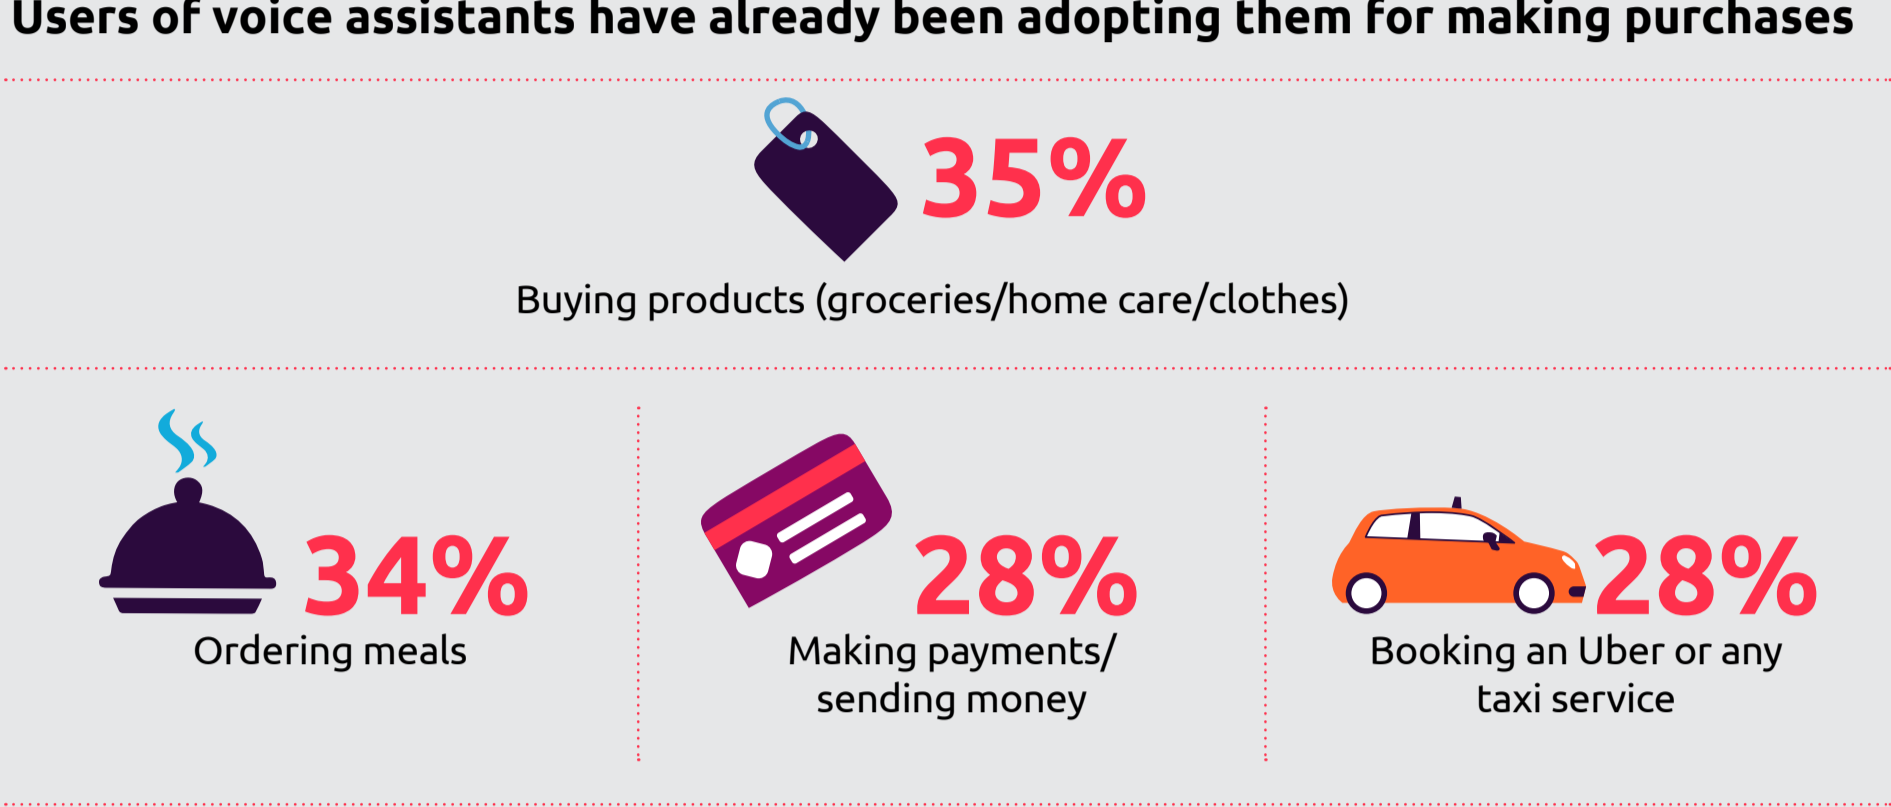 Users of voice assistants have already been adopting them for making purchases
35%
Buying products (groceries/home care/clothes)
34%
Ordering meals
28%
Making payments/
sending money
28%
Booking an Uber or any
taxi service